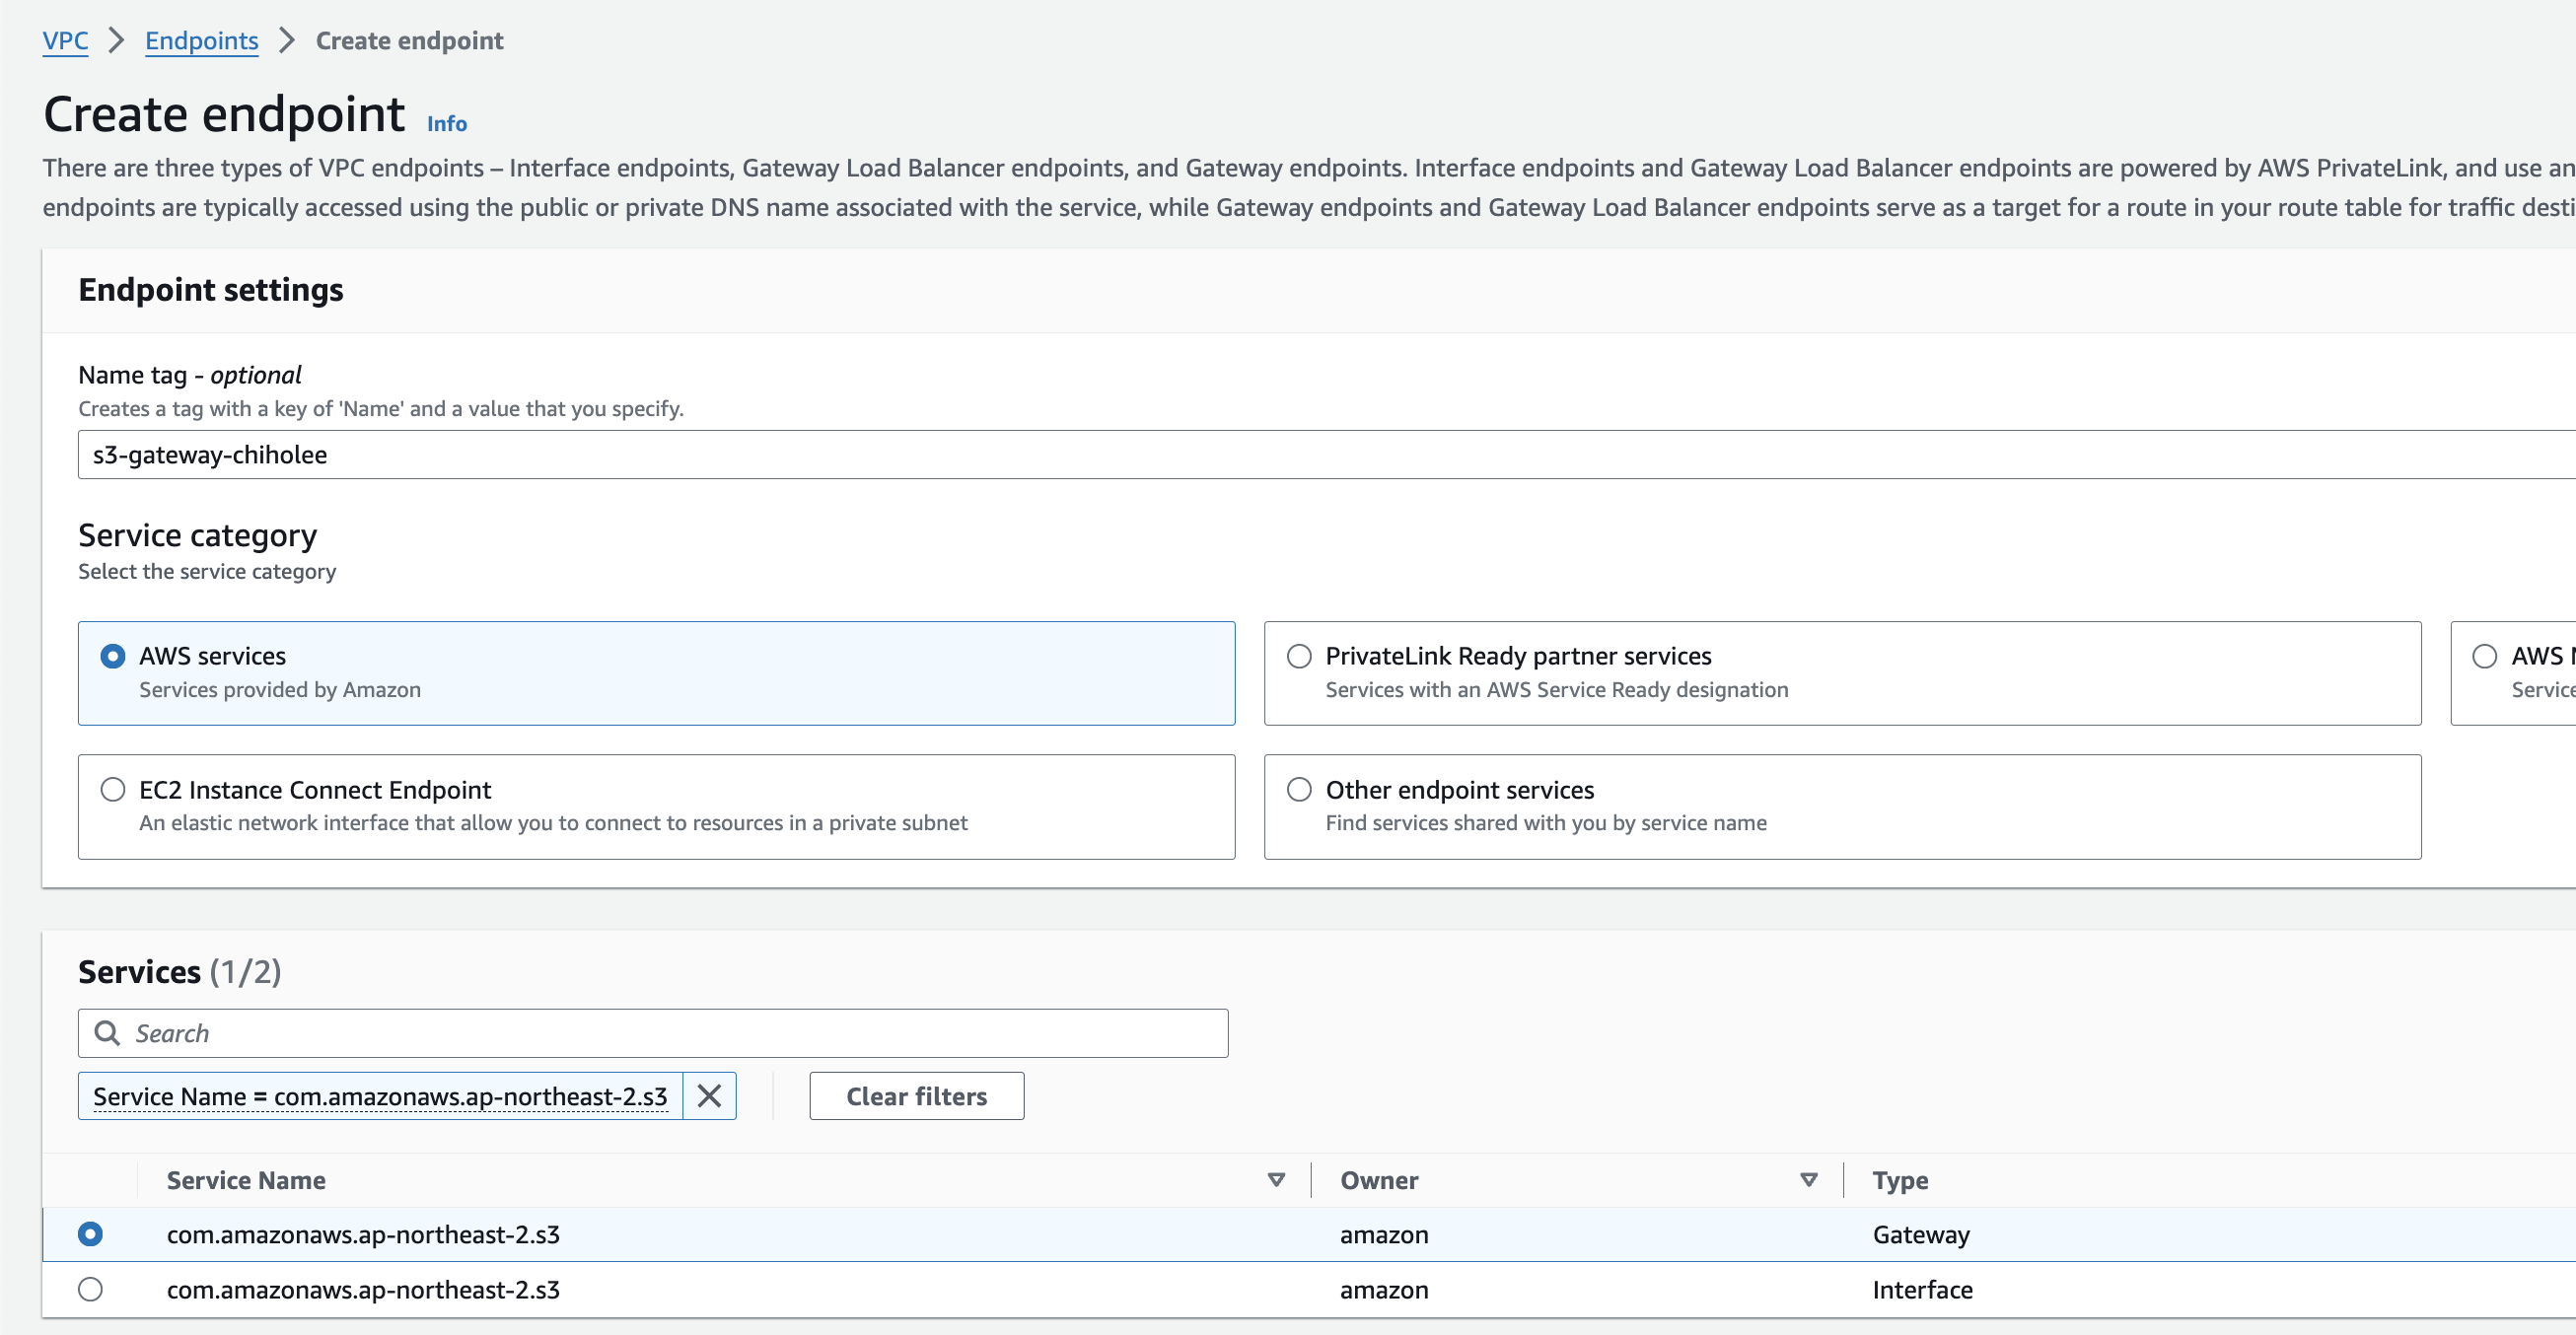 VPC > Endpoints > Create endpoint
Create endpoint Info
There are three types of VPC endpoints – Interface endpoints, Gateway Load Balancer endpoints, and Gateway endpoints. Interface endpoints and Gateway Load Balancer endpoints are powered by AWS PrivateLink, and use an
endpoints are typically accessed using the public or private DNS name associated with the service, while Gateway endpoints and Gateway Load Balancer endpoints serve as a target for a route in your route table for traffic
Endpoint settings
Name tag - optional
Creates a tag with a key of 'Name' and a value that you specify.
s3-gateway-chiholee
Service category
Select the service category
AWS services
Services provided by Amazon
PrivateLink Ready partner services
Services with an AWS Service Ready designation
AWS
EC2 Instance Connect Endpoint
An elastic network interface that allow you to connect to resources in a private subnet
Other endpoint services
Find services shared with you by service name
Services (1/2)
Search
Service Name = com.amazonaws.ap-northeast-2.s3
Clear filters
Service Name Owner Type
com.amazonaws.ap-northeast-2.s3 amazon Gateway
com.amazonaws.ap-northeast-2.s3 amazon Interface